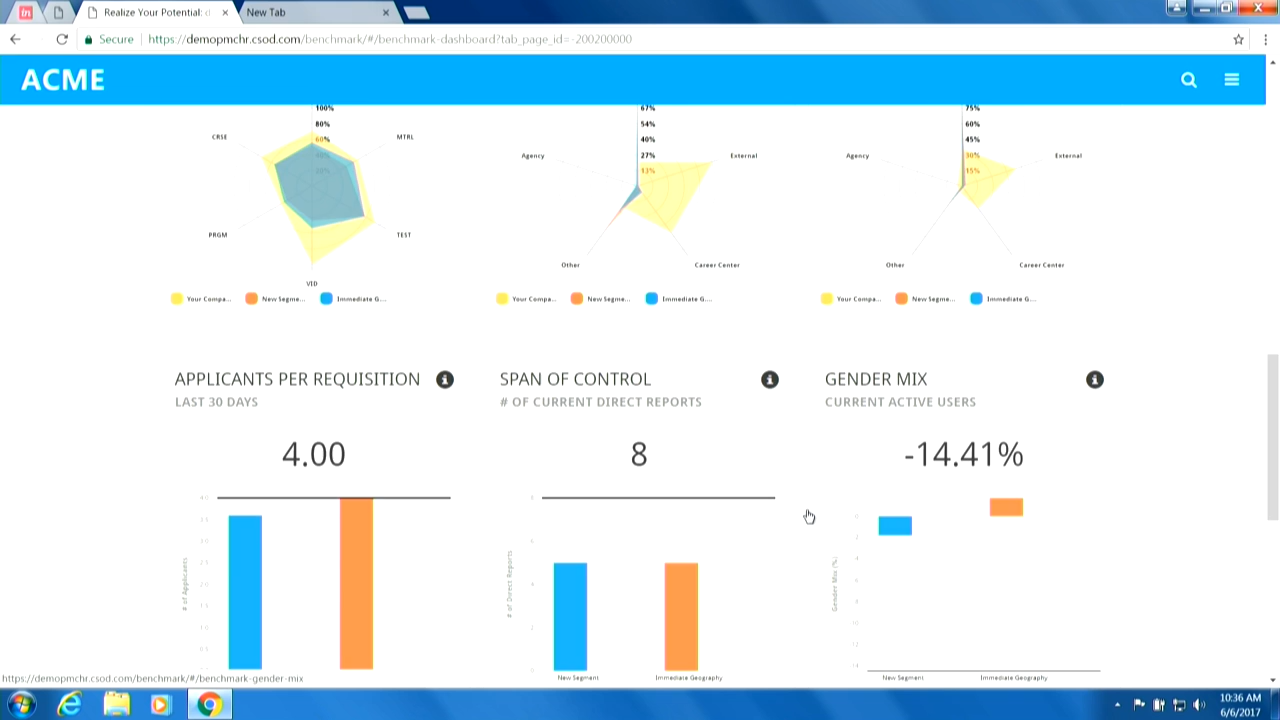 in
Realize Your Potential: d
New Tab
Secure
https://demopmchr.csod.com/benchmark/#/benchmark-dashboard?tab_page_id=-200200000
ACME
100% 67% 75%
80% 54% 60%
CRSE 60% MTRL 40% 45%
Agency 27% External Agency 30% External
13% 15%
PRGM TEST
Other Career Center Other Career Center
VID
Your Compa... New Segme... Immediate G... Your Compa... New Segme... Immediate G... Your Compa... New Segme... Immediate G...
APPLICANTS PER REQUISITION SPAN OF CONTROL GENDER MIX
LAST 30 DAYS # OF CURRENT DIRECT REPORTS CURRENT ACTIVE USERS
4.00 8 -14.41%
# of Applicants # of Direct Reports Gender Mix (%)
New Segment Immediate Geography New Segment Immediate Geography
https://demopmchr.csod.com/benchmark/#/benchmark-gender-mix
10:36 AM
6/6/2017